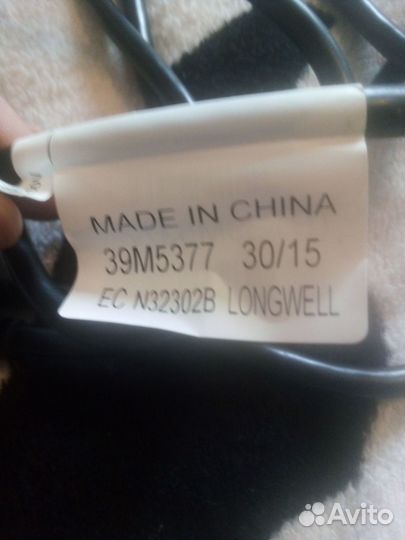 MADE IN CHINA
39M5377 30/15
EC N32302B LONGWELL
Avito